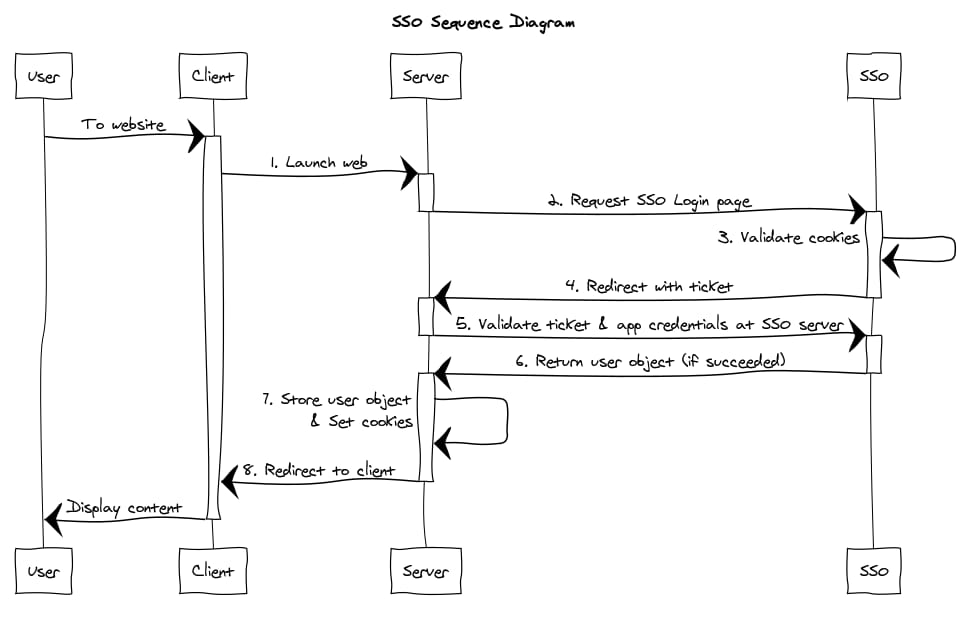 SSO Sequence Diagram
User
Client
Server
SSO
To website
1. Launch web
2. Request SSO Login page
3. Validate cookies
4. Redirect with ticket
5. Validate ticket & app credentials at SSO server
6. Return user object (if succeeded)
7. Store user object
& Set cookies
8. Redirect to client
Display content
User
Client
Server
SSO